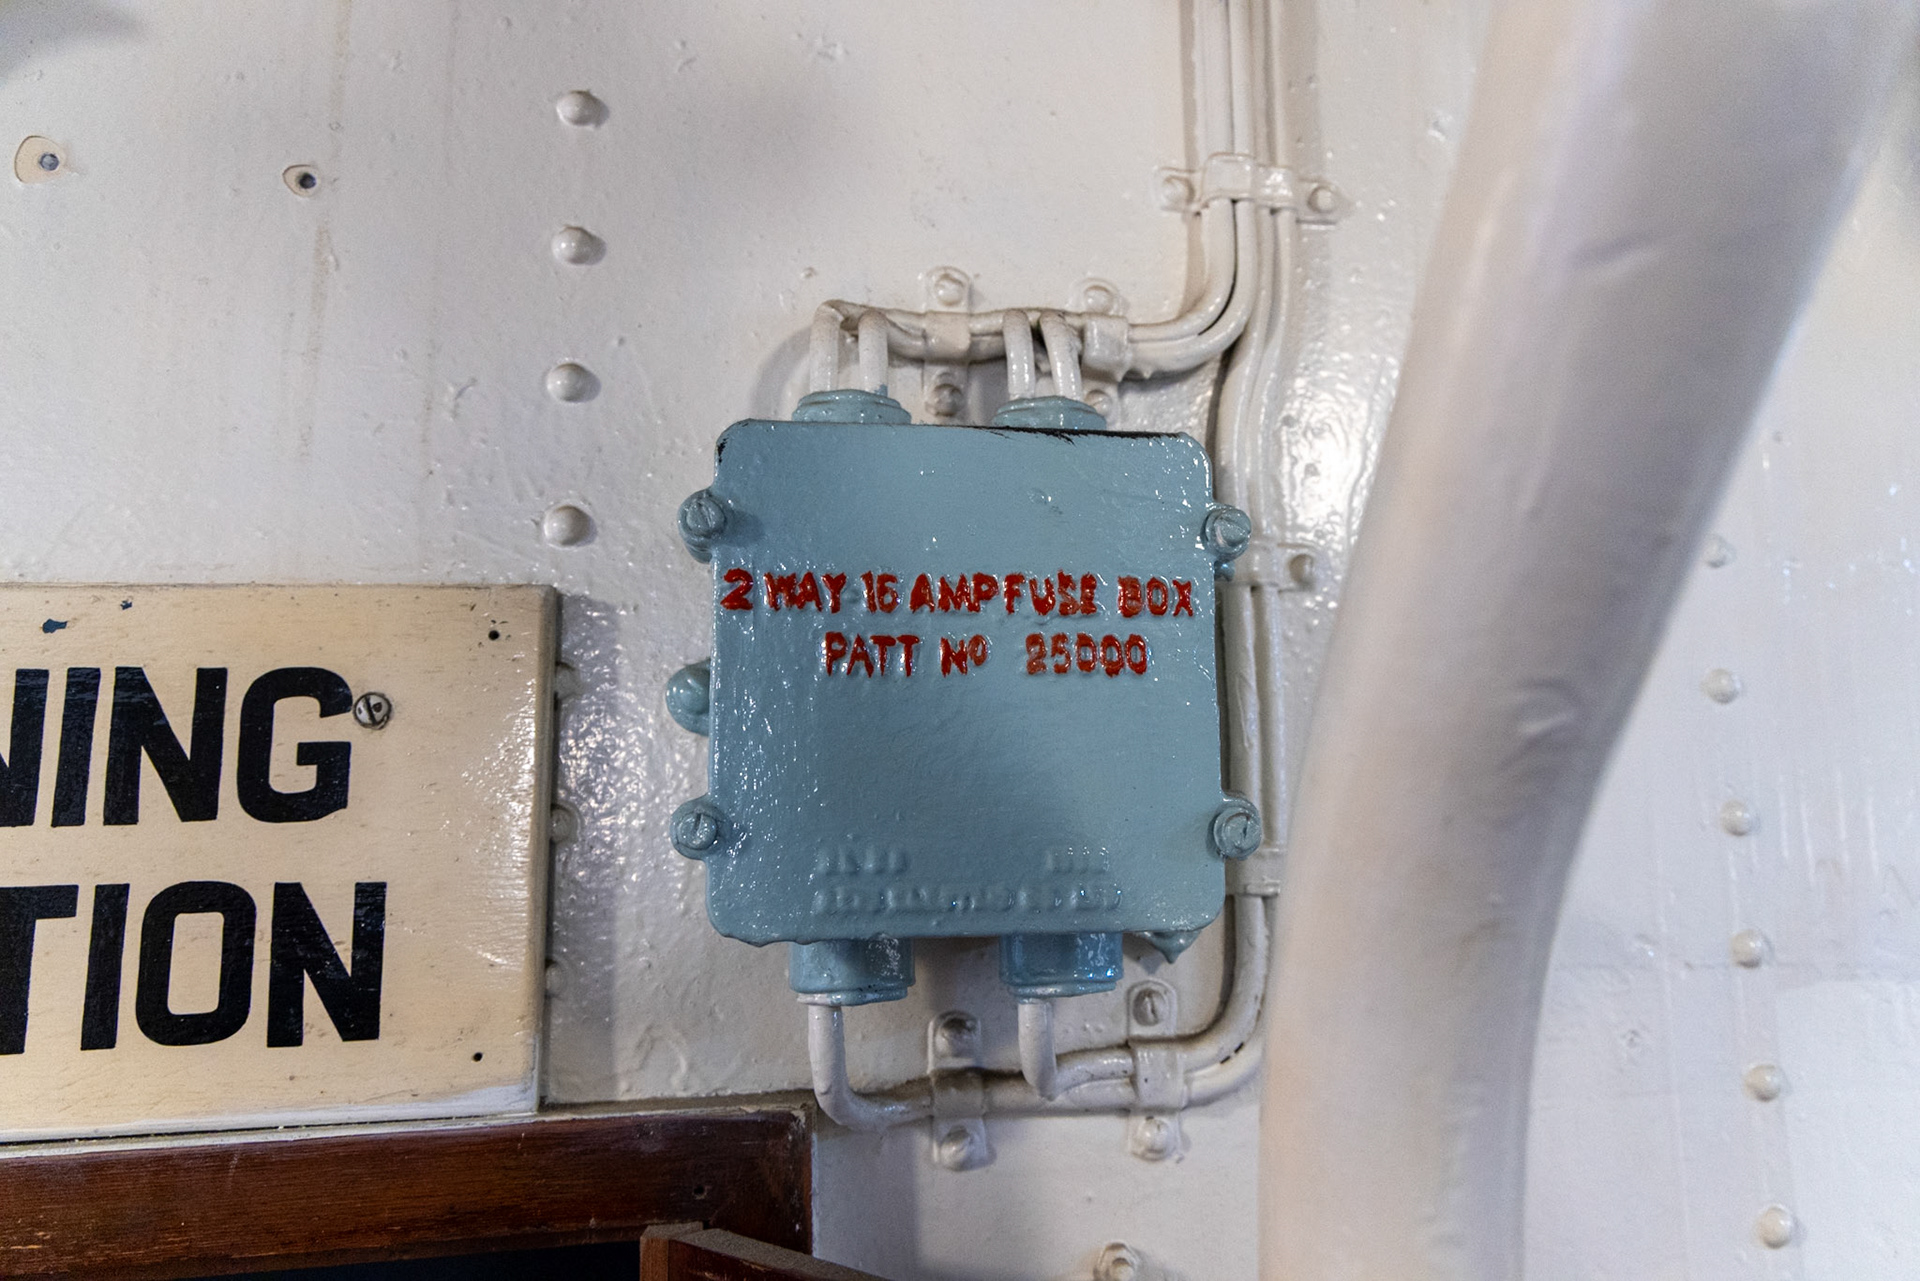 2 WAY 15 AMP FUSE BOX
PATT Nº 25000
NING
TION